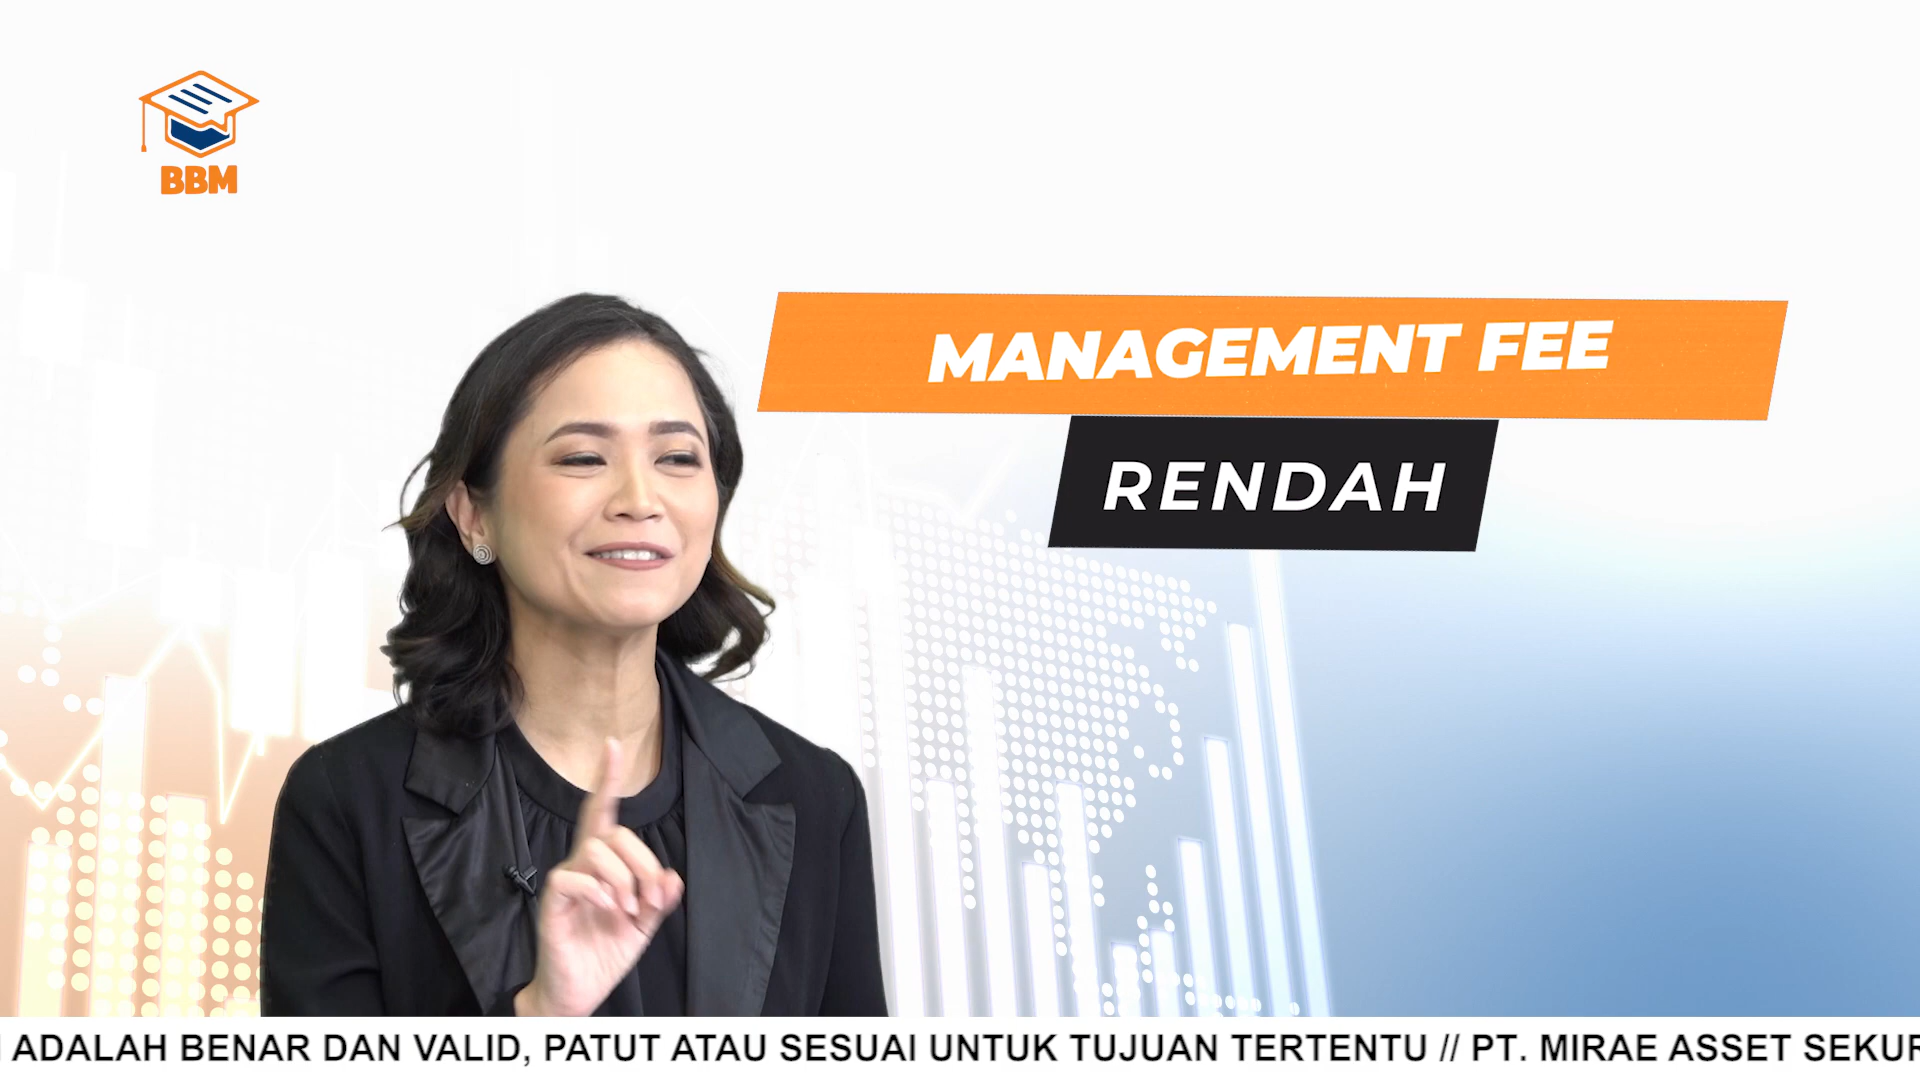 BBM
MANAGEMENT FEE
RENDAH
ADALAH BENAR DAN VALID, PATUT ATAU SESUAI UNTUK TUJUAN TERTENTU // PT. MIRAE ASSET